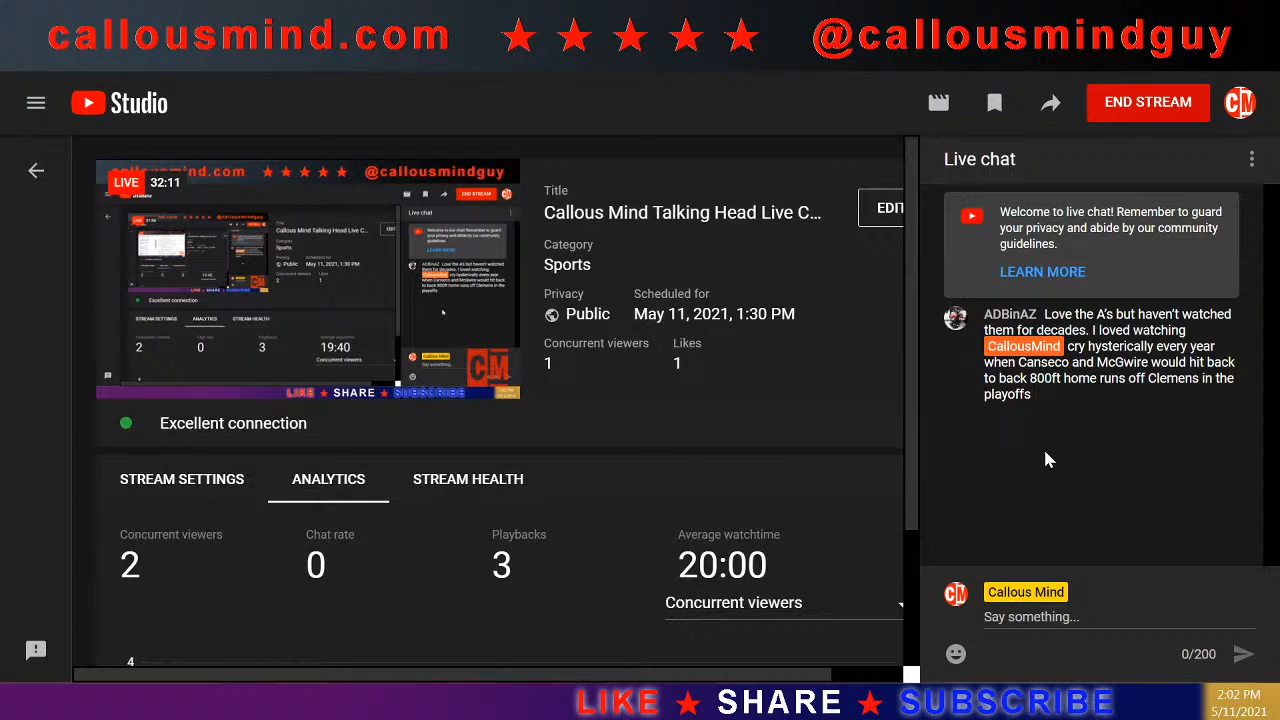 callousmind.com ★ ★ ★ ★ ★ @callousmindguy
Studio
END STREAM
CM
LIVE 32:11
Title
Callous Mind Talking Head Live C...
EDIT
Category
Sports
Privacy
Public
Scheduled for
May 11, 2021, 1:30 PM
Concurrent viewers
1
Likes
1
Excellent connection
STREAM SETTINGS
ANALYTICS
STREAM HEALTH
Concurrent viewers
2
Chat rate
0
Playbacks
3
Average watchtime
20:00
Concurrent viewers
4
Live chat
Welcome to live chat! Remember to guard
your privacy and abide by our community
guidelines.
LEARN MORE
ADBinAZ Love the A's but haven't watched
them for decades. I loved watching
CallousMind cry hysterically every year
when Canseco and McGwire would hit back
to back 800ft home runs off Clemens in the
playoffs
CM
Callous Mind
Say something...
0/200
LIKE ★ SHARE ★ SUBSCRIBE
2:02 PM
5/11/2021